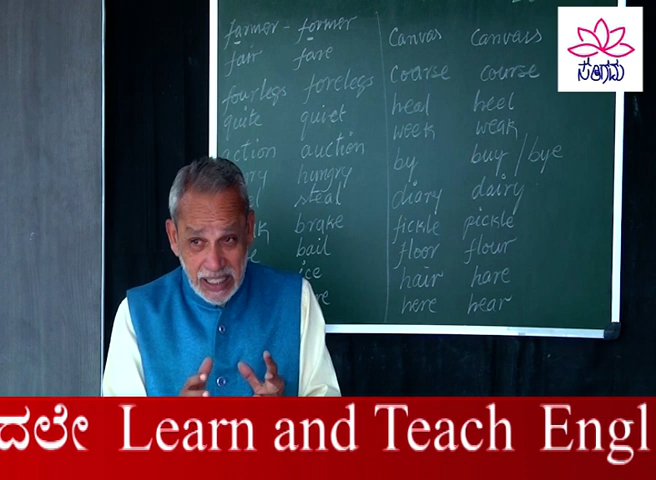 farmer - former
fair fare
fourlegs forelegs
quite quiet
action auction
hungry
steal
brake
bail
ice
canvas canvass
coarse course
heal heel
week weak
by buy / bye
diary dairy
fickle pickle
floor flour
hair hare
here hear
ದಲೇ Learn and Teach Engl